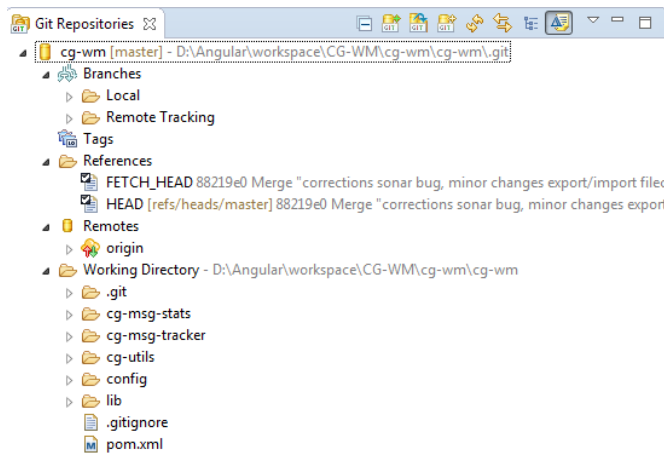 Git Repositories
cg-wm [master] - D:\Angular\workspace\CG-WM\cg-wm\cg-wm\.git
Branches
Local
Remote Tracking
Tags
References
FETCH_HEAD 88219e0 Merge "corrections sonar bug, minor changes export/import filec
HEAD [refs/heads/master] 88219e0 Merge "corrections sonar bug, minor changes export
Remotes
origin
Working Directory - D:\Angular\workspace\CG-WM\cg-wm\cg-wm
.git
cg-msg-stats
cg-msg-tracker
cg-utils
config
lib
.gitignore
pom.xml